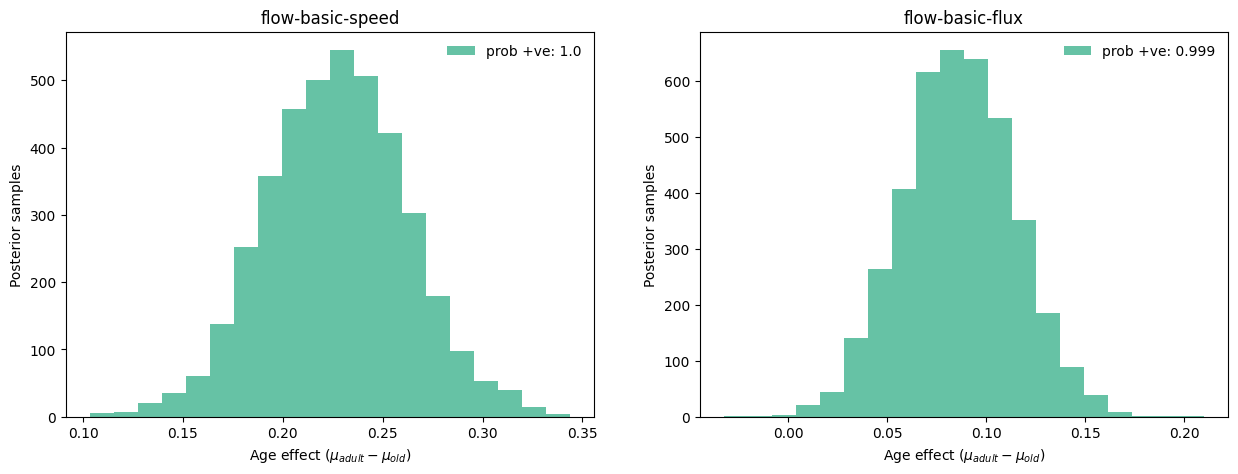 flow-basic-speed
prob +ve: 1.0
500
400
300
200
100
0
Posterior samples
0.10 0.15 0.20 0.25 0.30 0.35
Age effect (μadult − μold)
flow-basic-flux
prob +ve: 0.999
600
500
400
300
200
100
0
Posterior samples
0.00 0.05 0.10 0.15 0.20
Age effect (μadult − μold)